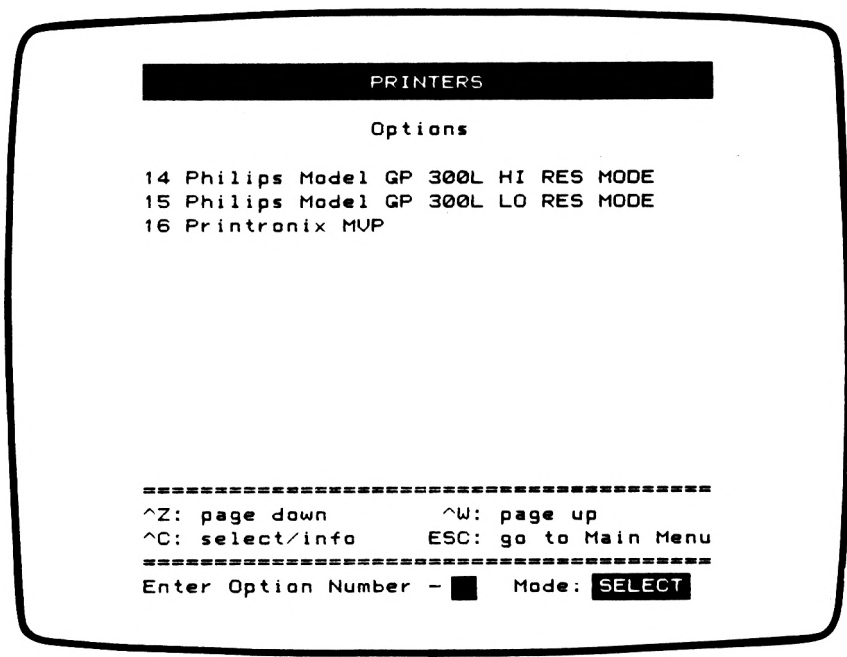 PRINTERS
Options
14 Philips Model GP 300L HI RES MODE
15 Philips Model GP 300L LO RES MODE
16 Printronix MVP
=======================================
^Z: page down ^W: page up
^C: select/info ESC: go to Main Menu
=======================================
Enter Option Number - Mode: SELECT